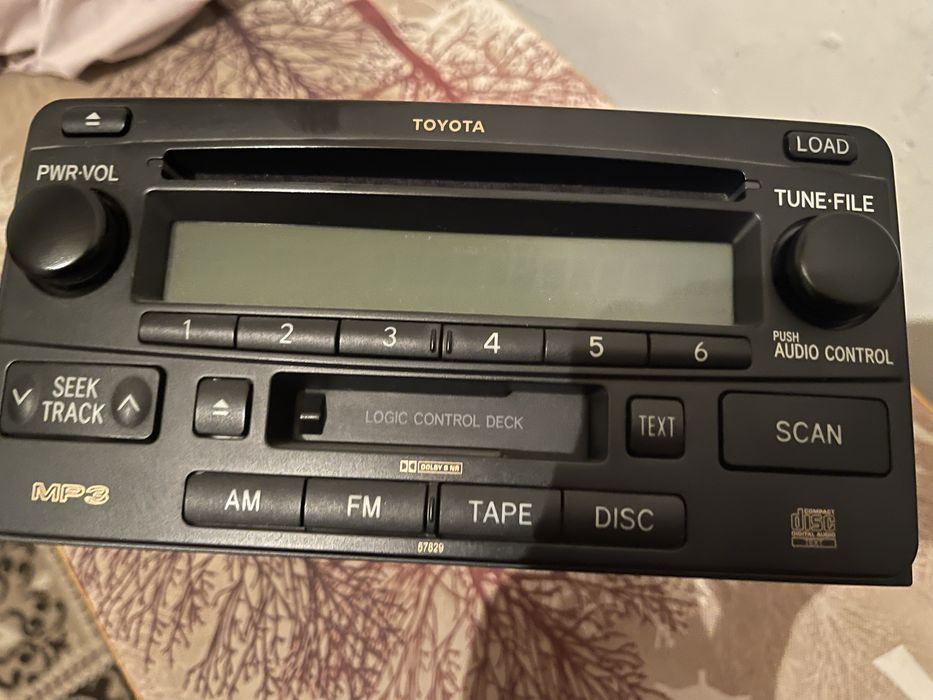 TOYOTA
LOAD
PWR·VOL
TUNE·FILE
1 2 3 4 5 6
PUSH
AUDIO CONTROL
SEEK
TRACK
LOGIC CONTROL DECK
TEXT
SCAN
DOLBY B NR
MP3
AM FM TAPE DISC
COMPACT
disc
DIGITAL AUDIO
TEXT
67829